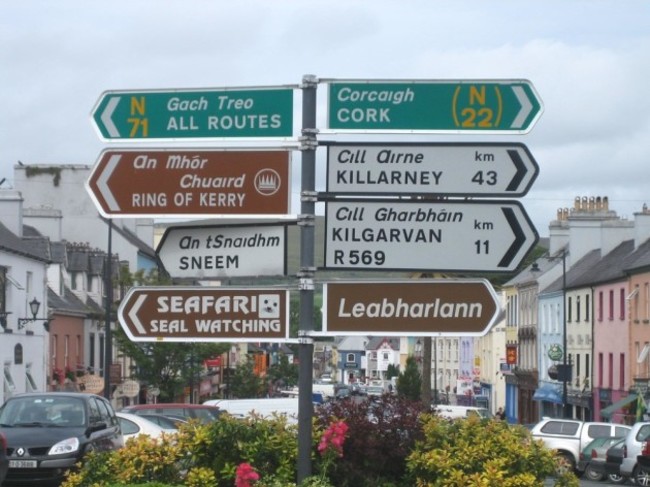 N
71
Gach Treo
ALL ROUTES
An Mhór
Chuaird
RING OF KERRY
An tSnaidhm
SNEEM
SEAFARI
SEAL WATCHING
Corcaigh
CORK
(N 22)
Cill Airne
KILLARNEY
km
43
Cill Gharbháin
KILGARVAN
R569
km
11
Leabharlann